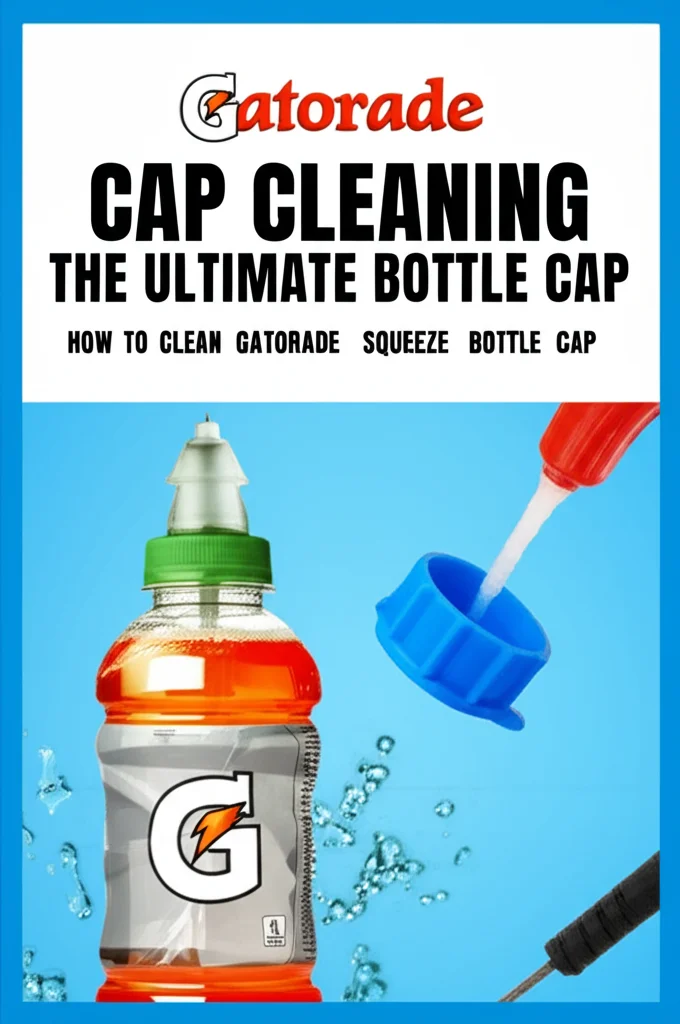 Gatorade
CAP CLEANING
THE ULTIMATE BOTTLE CAP
HOW TO CLEAN GATORADE SQUEEZE BOTTLE CAP
G